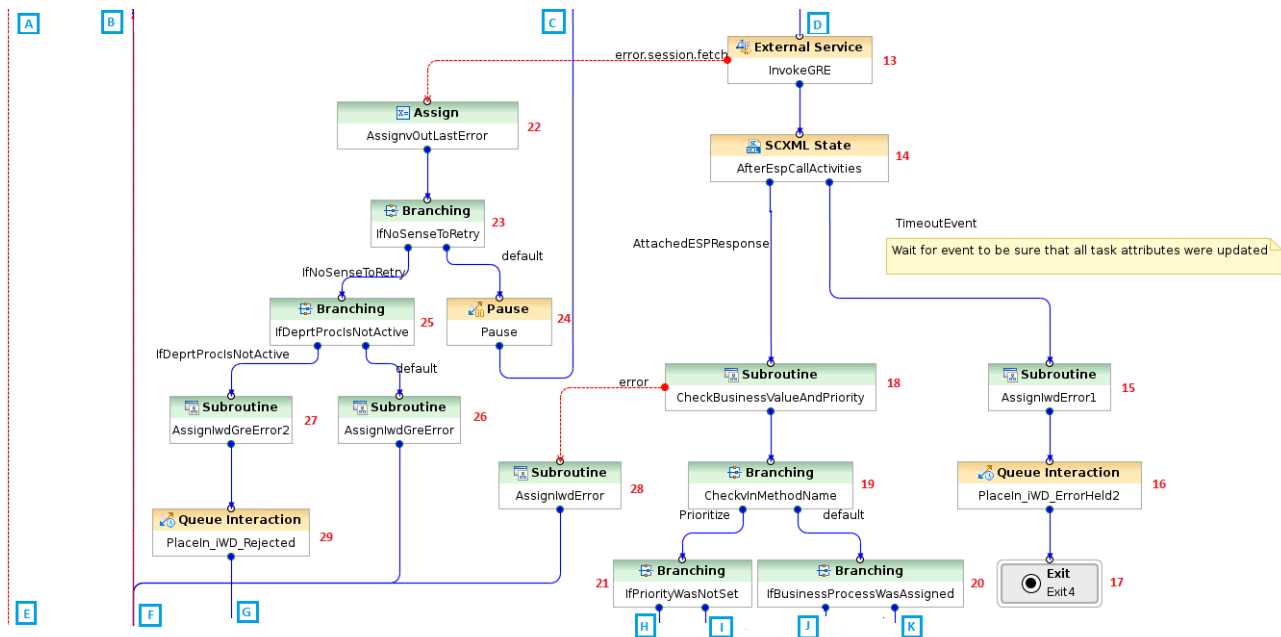 A
B
C
D
External Service
InvokeGRE
13
error.session.fetch
Assign
AssignvOutLastError
22
SCXML State
AfterEspCallActivities
14
Branching
IfNoSenseToRetry
23
TimeoutEvent
AttachedESPResponse
Wait for event to be sure that all task attributes were updated
default
IfNoSenseToRetry
Branching
IfDeprtProcIsNotActive
25
Pause
Pause
24
IfDeprtProcIsNotActive
default
error
Subroutine
CheckBusinessValueAndPriority
18
Subroutine
AssignIwdError1
15
Subroutine
AssignIwdGreError2
27
Subroutine
AssignIwdGreError
26
Subroutine
AssignIwdError
28
Branching
CheckvInMethodName
19
Queue Interaction
PlaceIn_iWD_ErrorHeld2
16
Prioritize
default
Queue Interaction
PlaceIn_iWD_Rejected
29
Branching
IfPriorityWasNotSet
21
Branching
IfBusinessProcessWasAssigned
20
Exit
Exit4
17
E
F
G
H
I
J
K